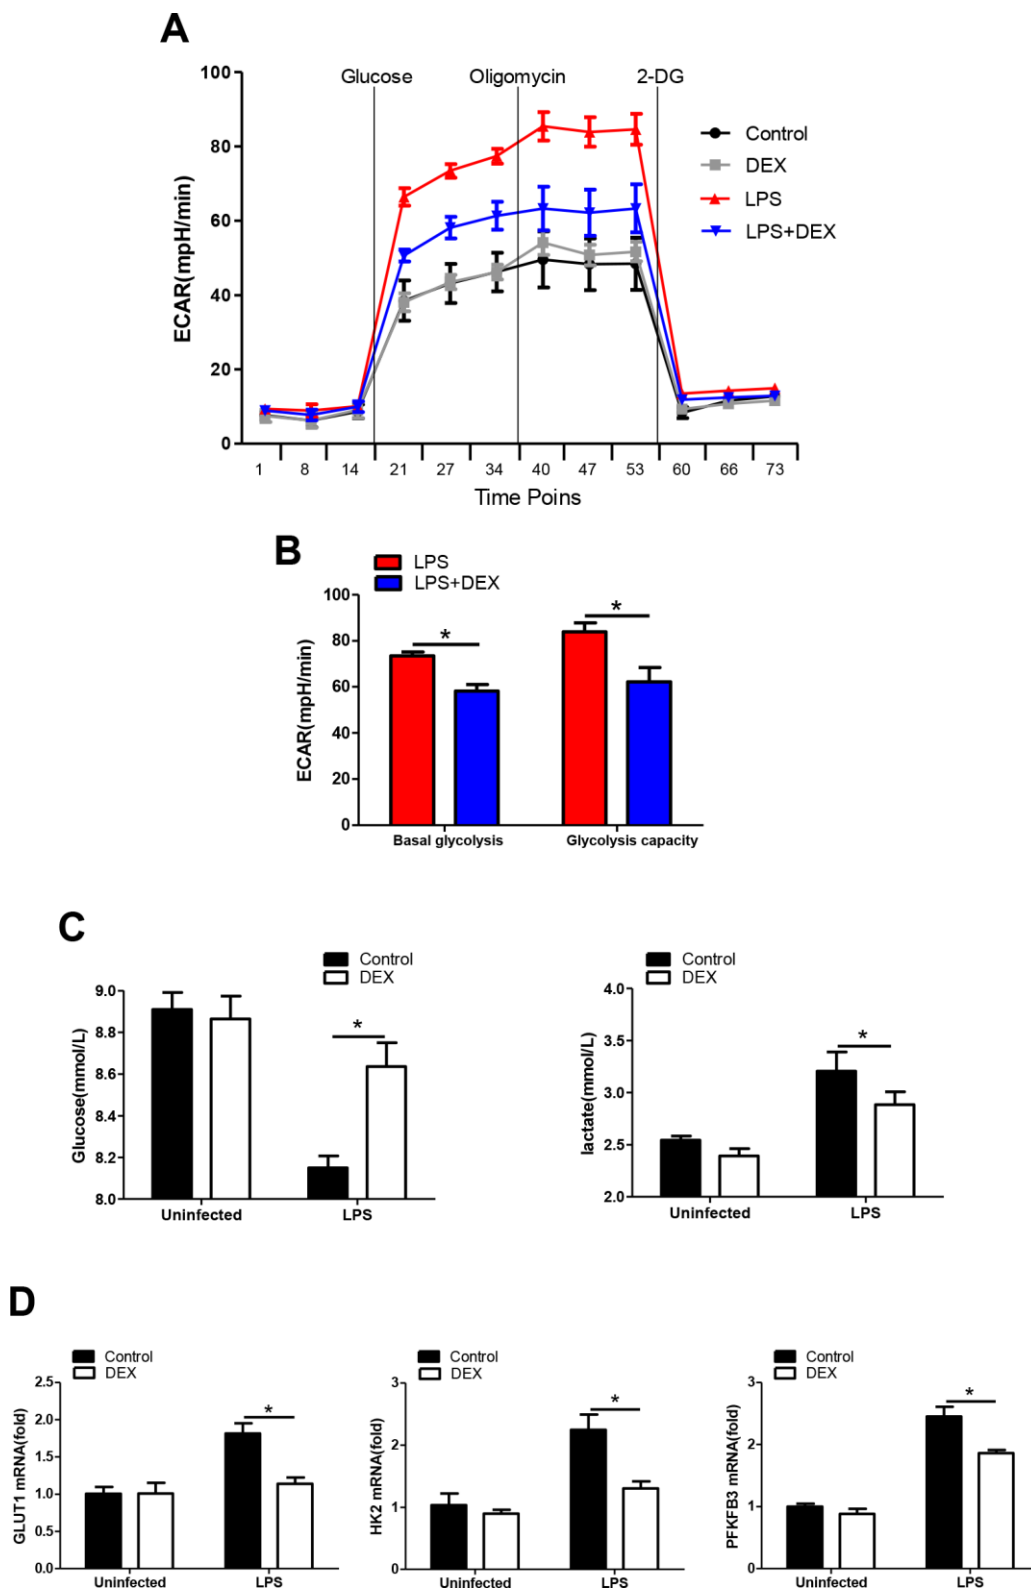 A
Glucose Oligomycin 2-DG
Control
DEX
LPS
LPS+DEX
ECAR(mpH/min)
100
80
60
40
20
0
1 8 14 21 27 34 40 47 53 60 66 73
Time Poins
B
LPS
LPS+DEX
ECAR(mpH/min)
100
80
60
40
20
0
* *
Basal glycolysis Glycolysis capacity
C
Control
DEX
Glucose(mmol/L)
9.0
8.8
8.6
8.4
8.2
8.0
*
Uninfected LPS
Control
DEX
lactate(mmol/L)
4.0
3.5
3.0
2.5
2.0
*
Uninfected LPS
D
Control
DEX
GLUT1 mRNA(fold)
2.5
2.0
1.5
1.0
0.5
0.0
*
Uninfected LPS
Control
DEX
HK2 mRNA(fold)
3
2
1
0
*
Uninfected LPS
Control
DEX
PFKFB3 mRNA(fold)
3
2
1
0
*
Uninfected LPS